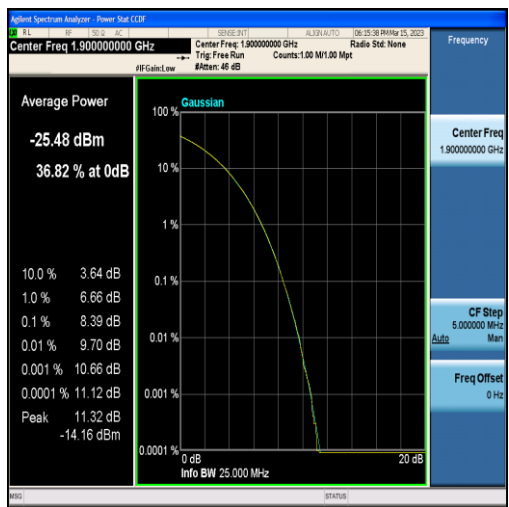 Agilent Spectrum Analyzer - Power Stat CCDF
RL RF 50 Ω AC SENSE:INT ALIGN AUTO 06:15:38 PM Mar 15, 2023
Center Freq 1.900000000 GHz
Center Freq: 1.900000000 GHz
Radio Std: None
Trig: Free Run
Counts:1.00 M/1.00 Mpt
#IFGain:Low
#Atten: 46 dB
Frequency
Average Power
-25.48 dBm
36.82 % at 0dB
10.0 % 3.64 dB
1.0 % 6.66 dB
0.1 % 8.39 dB
0.01 % 9.70 dB
0.001 % 10.66 dB
0.0001 % 11.12 dB
Peak 11.32 dB
-14.16 dBm
Gaussian
100 %
10 %
1 %
0.1 %
0.01 %
0.001 %
0.0001 %
0 dB
20 dB
Info BW 25.000 MHz
Center Freq
1.900000000 GHz
CF Step
5.000000 MHz
Auto Man
Freq Offset
0 Hz
MSG
STATUS